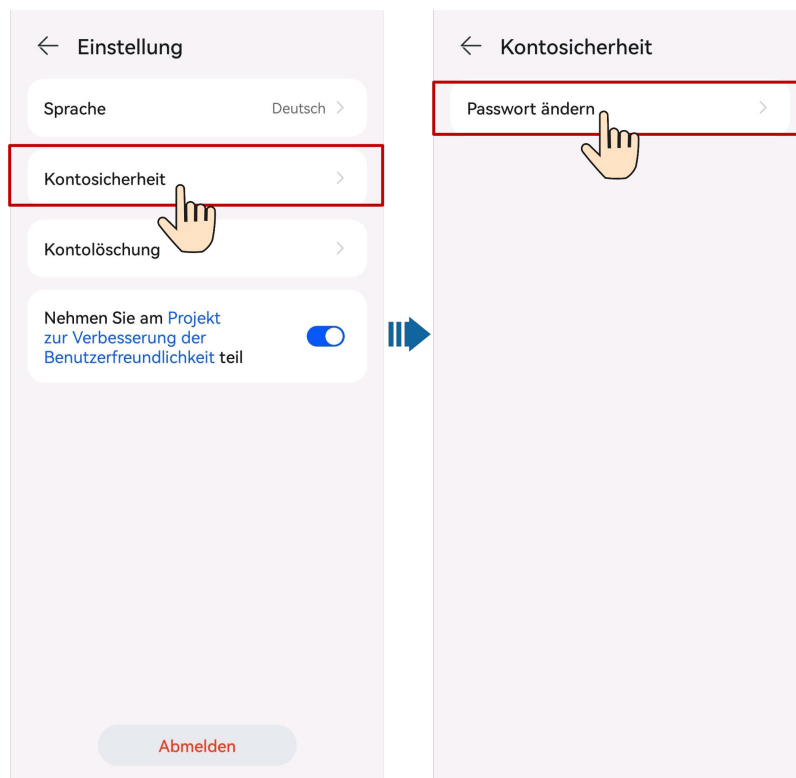 Einstellung
Sprache Deutsch
Kontosicherheit
Kontolöschung
Nehmen Sie am Projekt
zur Verbesserung der
Benutzerfreundlichkeit teil
Abmelden
Kontosicherheit
Passwort ändern